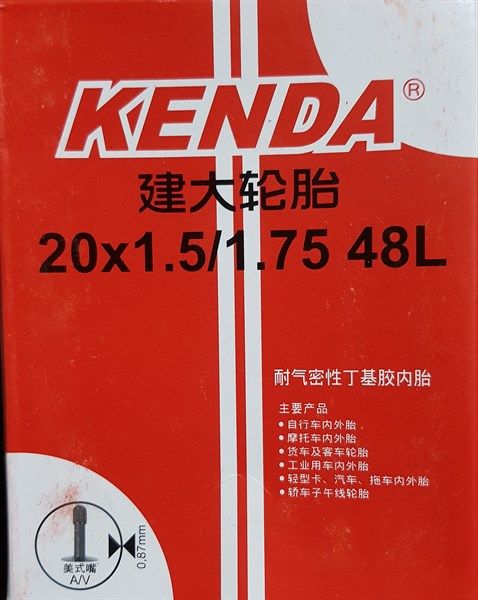 KENDA®
建大轮胎
20x1.5/1.75 48L
耐气密性丁基胶内胎
主要产品
• 自行车内外胎
• 摩托车内外胎
• 货车及客车轮胎
• 工业用车内外胎
• 轻型卡、汽车、拖车内外胎
• 轿车子午线轮胎
美式嘴
A/V
0,87mm